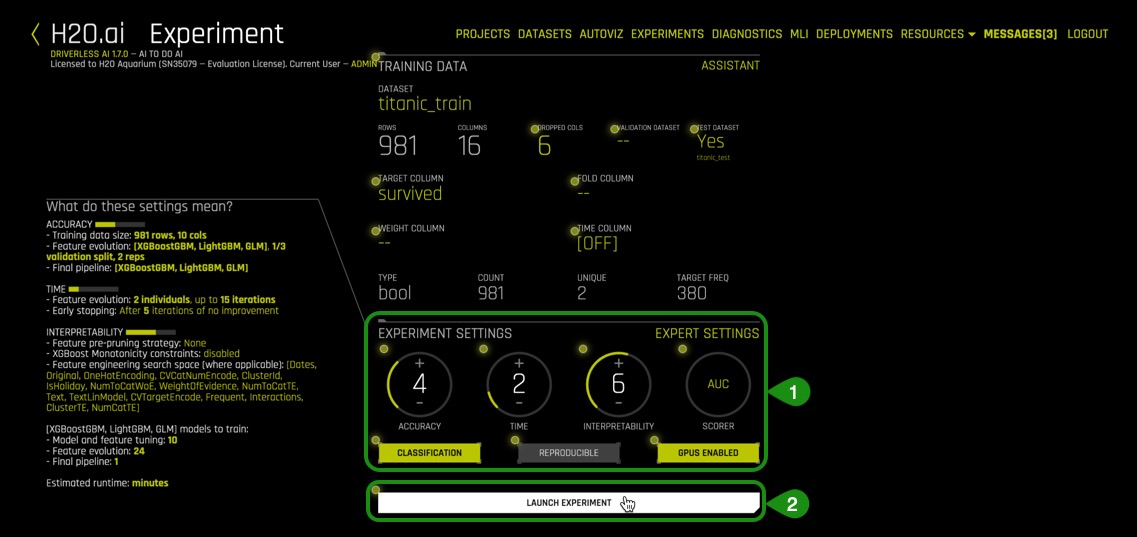 H2O.ai Experiment
DRIVERLESS AI 1.7.0 — AI TO DO AI
Licensed to H2O Aquarium (SN35079 — Evaluation License). Current User — ADMIN
PROJECTS DATASETS AUTOVIZ EXPERIMENTS DIAGNOSTICS MLI DEPLOYMENTS RESOURCES MESSAGES[3] LOGOUT
TRAINING DATA ASSISTANT
DATASET
titanic_train
ROWS COLUMNS DROPPED COLS VALIDATION DATASET TEST DATASET
981 16 6 -- Yes
titanic_test
TARGET COLUMN FOLD COLUMN
survived --
WEIGHT COLUMN TIME COLUMN
-- [OFF]
TYPE COUNT UNIQUE TARGET FREQ
bool 981 2 380
What do these settings mean?
ACCURACY
- Training data size: 981 rows, 10 cols
- Feature evolution: [XGBoostGBM, LightGBM, GLM], 1/3
validation split, 2 reps
- Final pipeline: [XGBoostGBM, LightGBM, GLM]
TIME
- Feature evolution: 2 individuals, up to 15 iterations
- Early stopping: After 5 iterations of no improvement
INTERPRETABILITY
- Feature pre-pruning strategy: None
- XGBoost Monotonicity constraints: disabled
- Feature engineering search space (where applicable): [Dates,
Original, OneHotEncoding, CVCatNumEncode, ClusterId,
IsHoliday, NumToCatWoE, WeightOfEvidence, NumToCatTE,
Text, TextLinModel, CVTargetEncode, Frequent, Interactions,
ClusterTE, NumCatTE]
[XGBoostGBM, LightGBM, GLM] models to train:
- Model and feature tuning: 10
- Feature evolution: 24
- Final pipeline: 1
Estimated runtime: minutes
EXPERIMENT SETTINGS EXPERT SETTINGS
+ + +
4 2 6 AUC
− − −
ACCURACY TIME INTERPRETABILITY SCORER
CLASSIFICATION REPRODUCIBLE GPUS ENABLED
1
LAUNCH EXPERIMENT
2